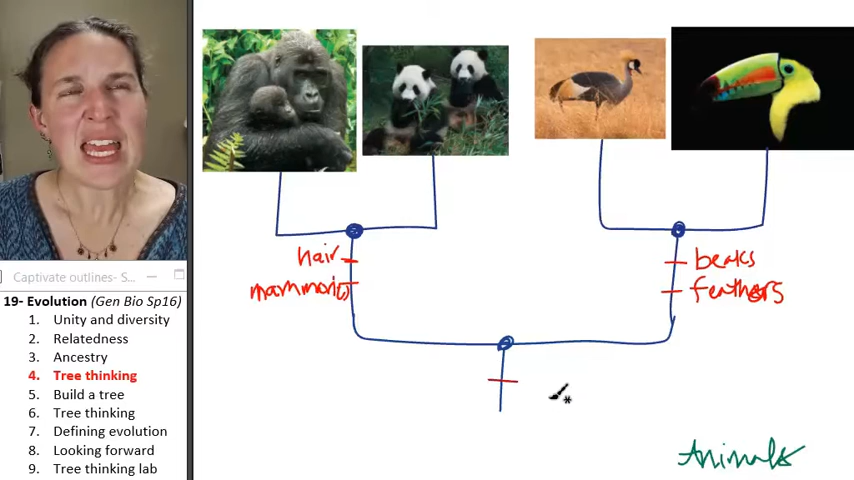 Captivate outlines- S...
19- Evolution (Gen Bio Sp16)
1. Unity and diversity
2. Relatedness
3. Ancestry
4. Tree thinking
5. Build a tree
6. Tree thinking
7. Defining evolution
8. Looking forward
9. Tree thinking lab
hair
beaks
feathers
Animals